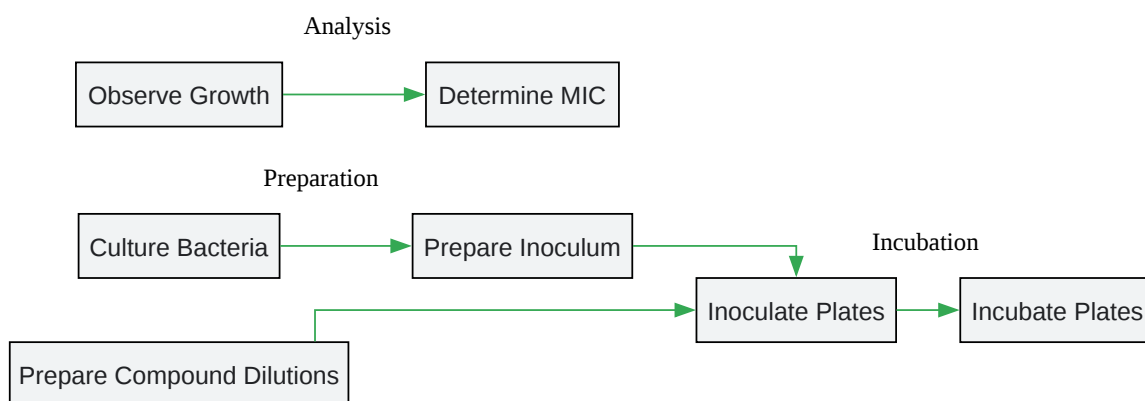 Analysis
Observe Growth
Determine MIC
Preparation
Culture Bacteria
Prepare Inoculum
Incubation
Inoculate Plates
Incubate Plates
Prepare Compound Dilutions